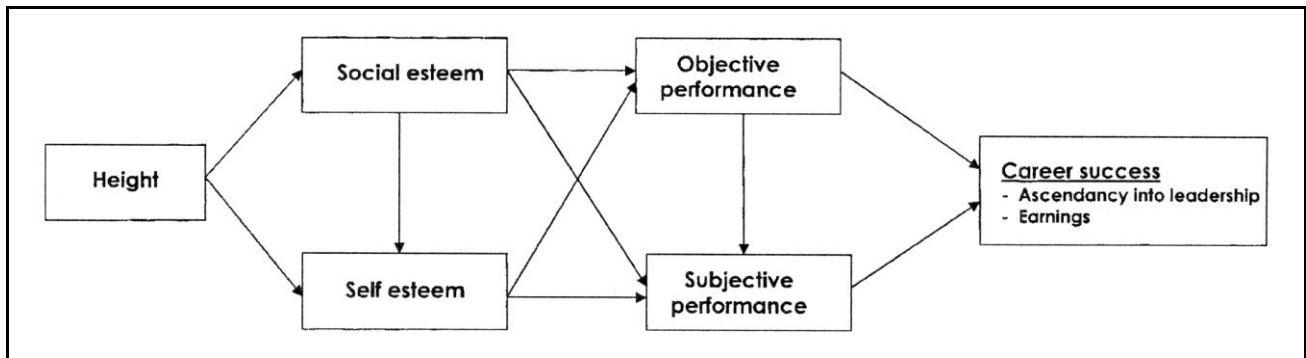 Social esteem
Objective
performance
Height
Career success
- Ascendancy into leadership
- Earnings
Self esteem
Subjective
performance